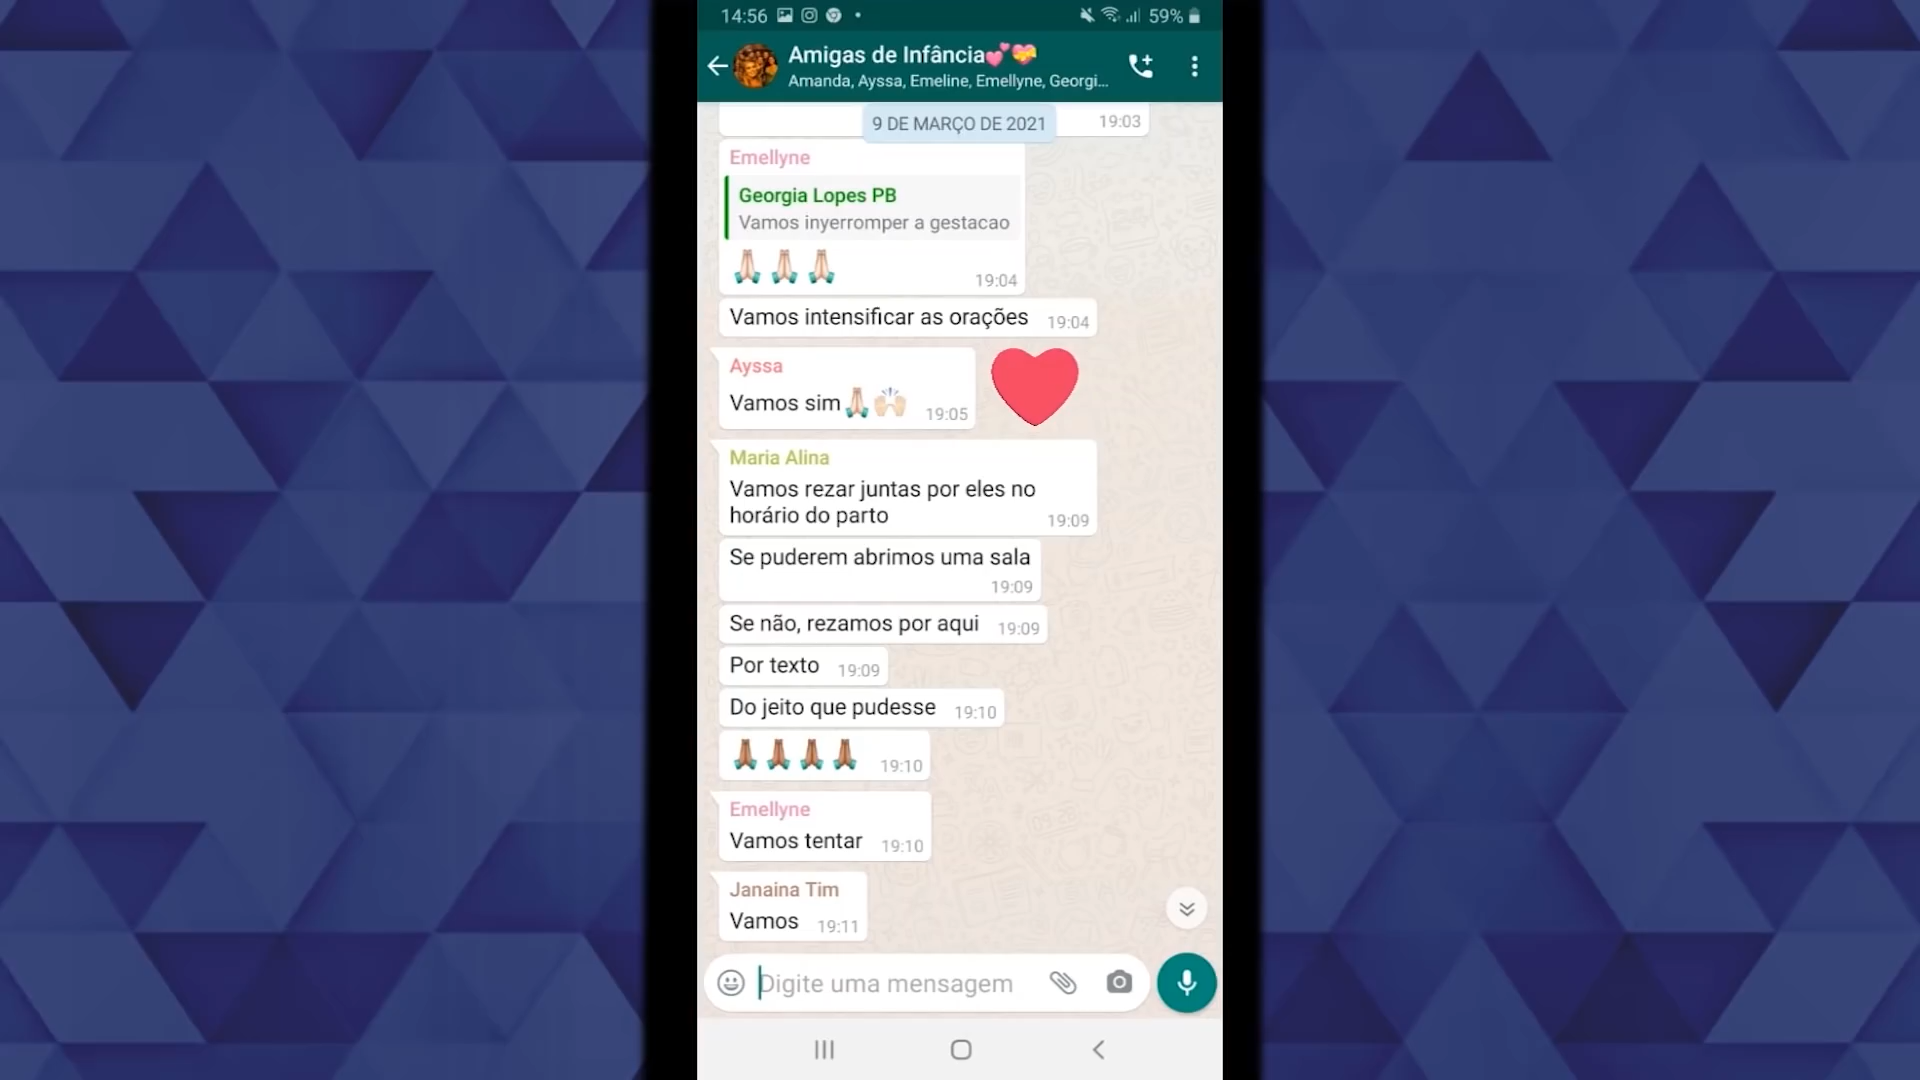 14:56
59%
Amigas de Infância💕💝
Amanda, Ayssa, Emeline, Emellyne, Georgi...
9 DE MARÇO DE 2021
19:03
Emellyne
Georgia Lopes PB
Vamos inyerromper a gestacao
🙏🏻🙏🏻🙏🏻 19:04
Vamos intensificar as orações 19:04
Ayssa
Vamos sim🙏🏻🙌🏻 19:05
Maria Alina
Vamos rezar juntas por eles no
horário do parto 19:09
Se puderem abrimos uma sala
19:09
Se não, rezamos por aqui 19:09
Por texto 19:09
Do jeito que pudesse 19:10
🙏🏾🙏🏾🙏🏾🙏🏾 19:10
Emellyne
Vamos tentar 19:10
Janaina Tim
Vamos 19:11
Digite uma mensagem